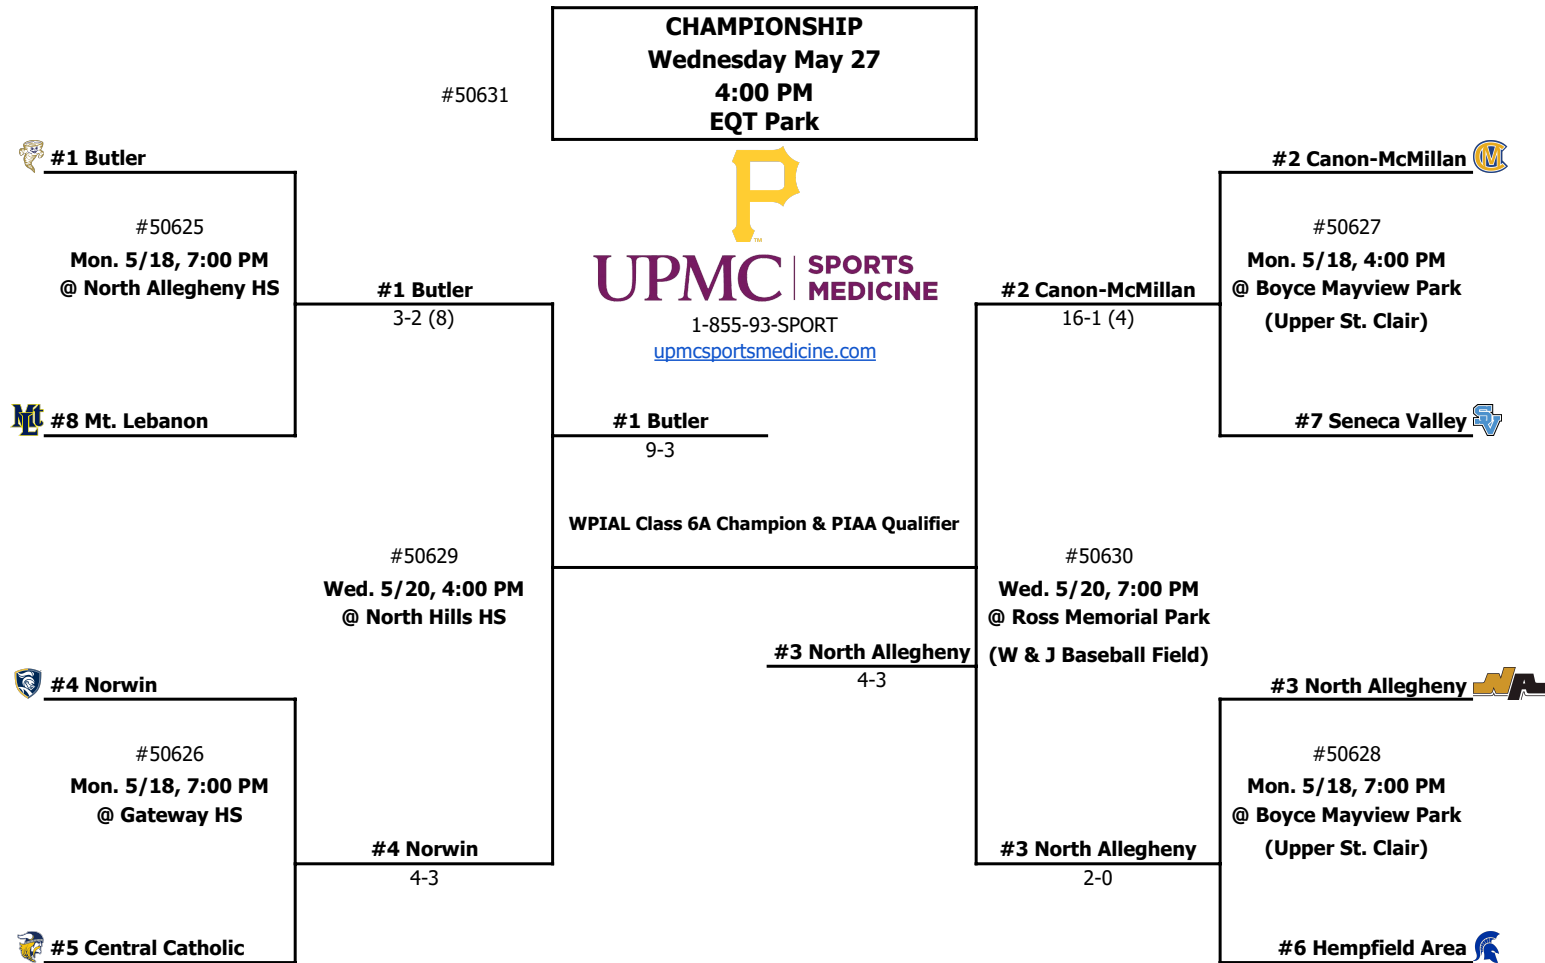 CHAMPIONSHIP
Wednesday May 27
4:00 PM
EQT Park
#50631
#1 Butler
#50625
Mon. 5/18, 7:00 PM
@ North Allegheny HS
Mt
L
#8 Mt. Lebanon
#1 Butler
3-2 (8)
P
TM
UPMC | SPORTS MEDICINE
1-855-93-SPORT
upmcsportsmedicine.com
#1 Butler
9-3
WPIAL Class 6A Champion & PIAA Qualifier
#50629
Wed. 5/20, 4:00 PM
@ North Hills HS
#4 Norwin
#50626
Mon. 5/18, 7:00 PM
@ Gateway HS
#5 Central Catholic
#4 Norwin
4-3
#2 Canon-McMillan
CM
#50627
Mon. 5/18, 4:00 PM
@ Boyce Mayview Park
(Upper St. Clair)
#7 Seneca Valley
SV
#2 Canon-McMillan
16-1 (4)
#50630
Wed. 5/20, 7:00 PM
@ Ross Memorial Park
(W & J Baseball Field)
#3 North Allegheny
4-3
#3 North Allegheny
NA
#50628
Mon. 5/18, 7:00 PM
@ Boyce Mayview Park
(Upper St. Clair)
#6 Hempfield Area
#3 North Allegheny
2-0